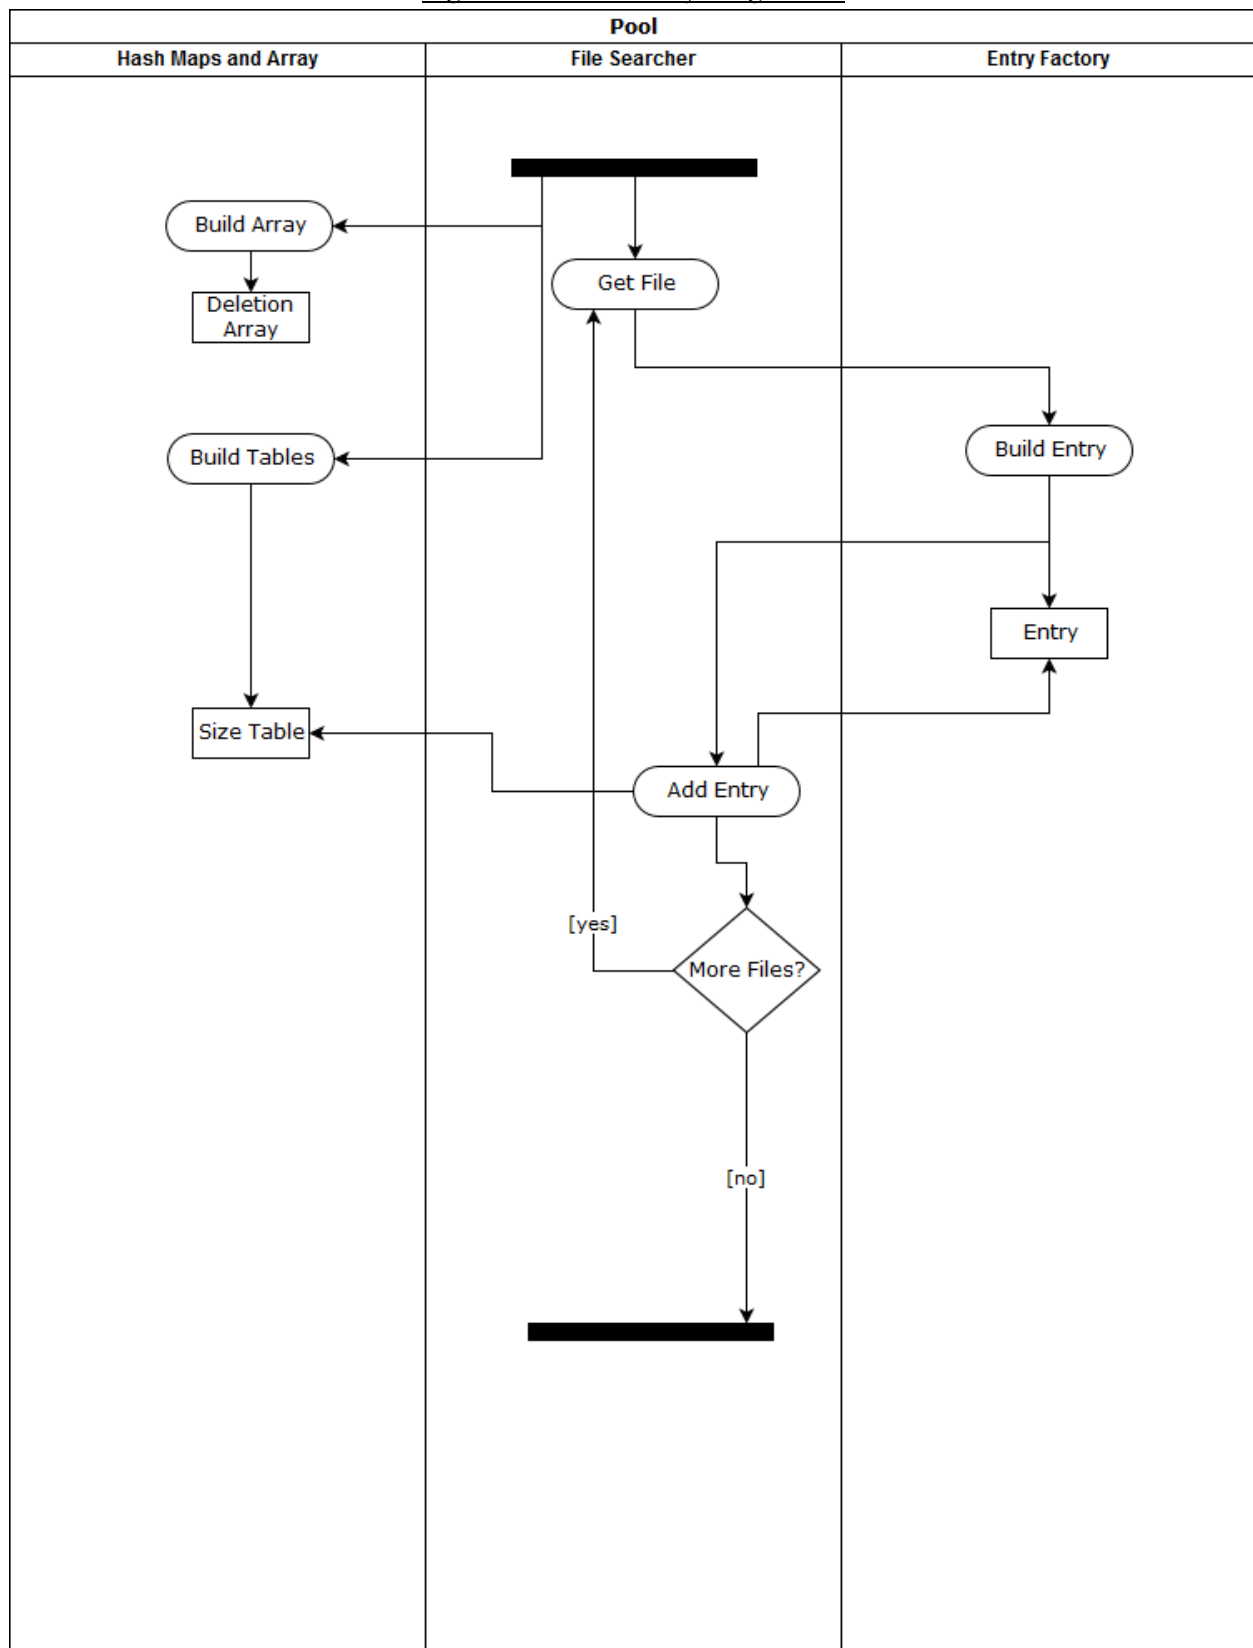 Pool
Hash Maps and Array
File Searcher
Entry Factory
Build Array
Get File
Deletion
Array
Build Tables
Build Entry
Entry
Size Table
Add Entry
[yes]
More Files?
[no]